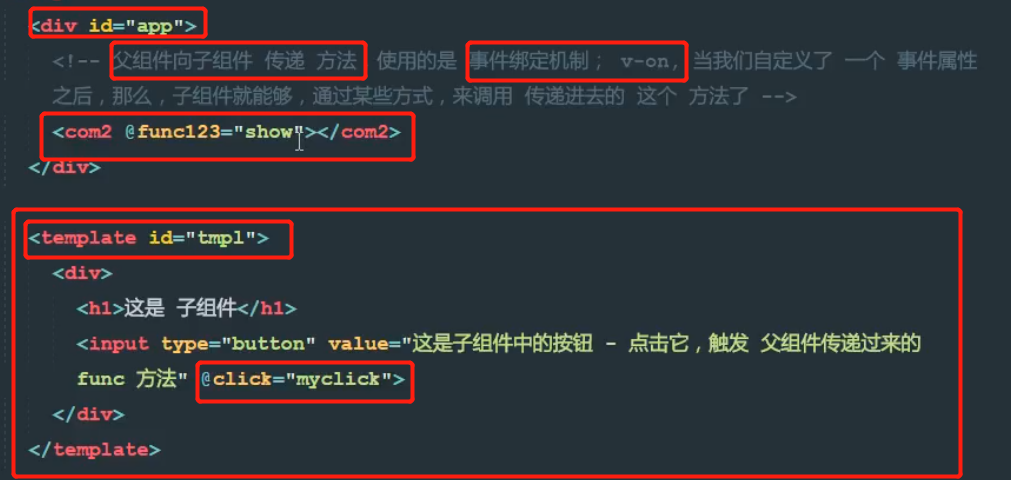 <div id="app">
<!-- 父组件向子组件 传递 方法 使用的是 事件绑定机制； v-on, 当我们自定义了 一个 事件属性
之后，那么，子组件就能够，通过某些方式，来调用 传递进去的 这个 方法了 -->
<com2 @func123="show"></com2>
</div>
<template id="tmpl">
<div>
<h1>这是 子组件</h1>
<input type="button" value="这是子组件中的按钮 - 点击它，触发 父组件传递过来的
func 方法" @click="myclick">
</div>
</template>